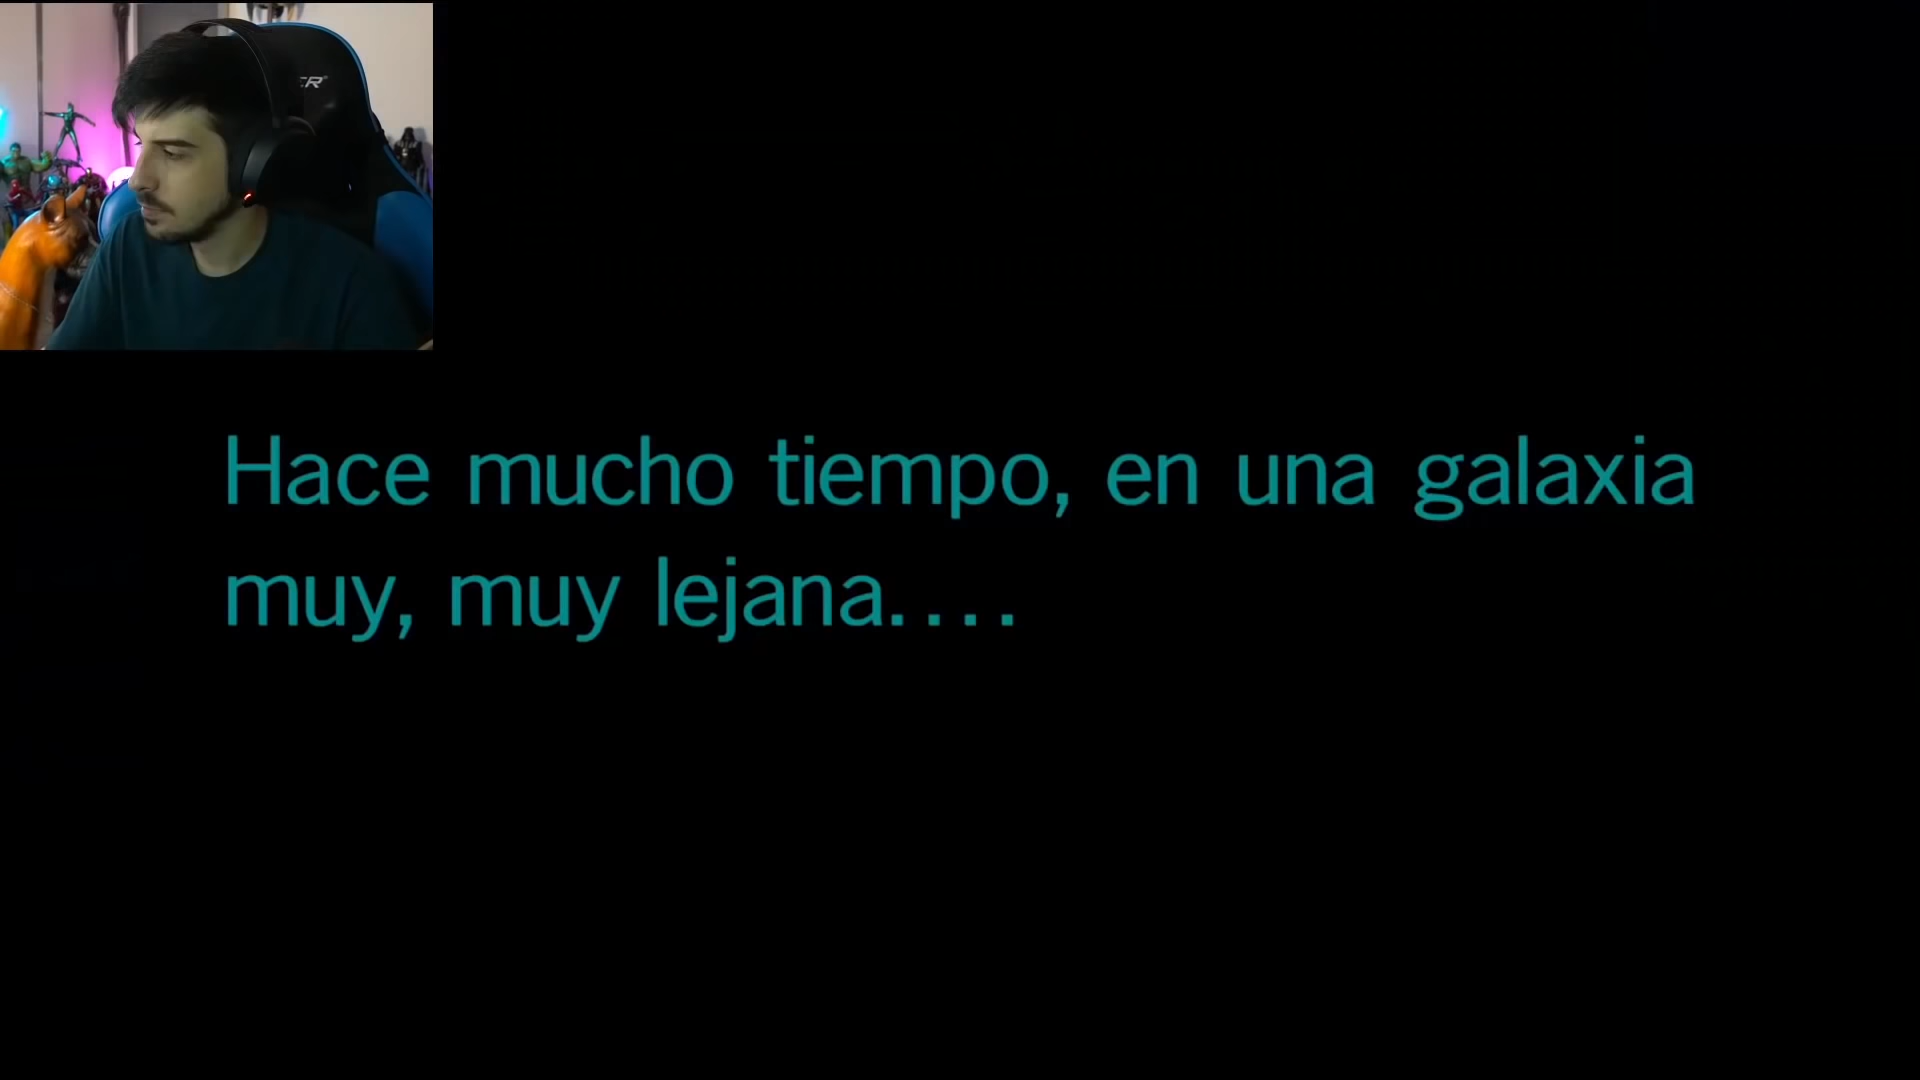 Hace mucho tiempo, en una galaxia
muy, muy lejana....